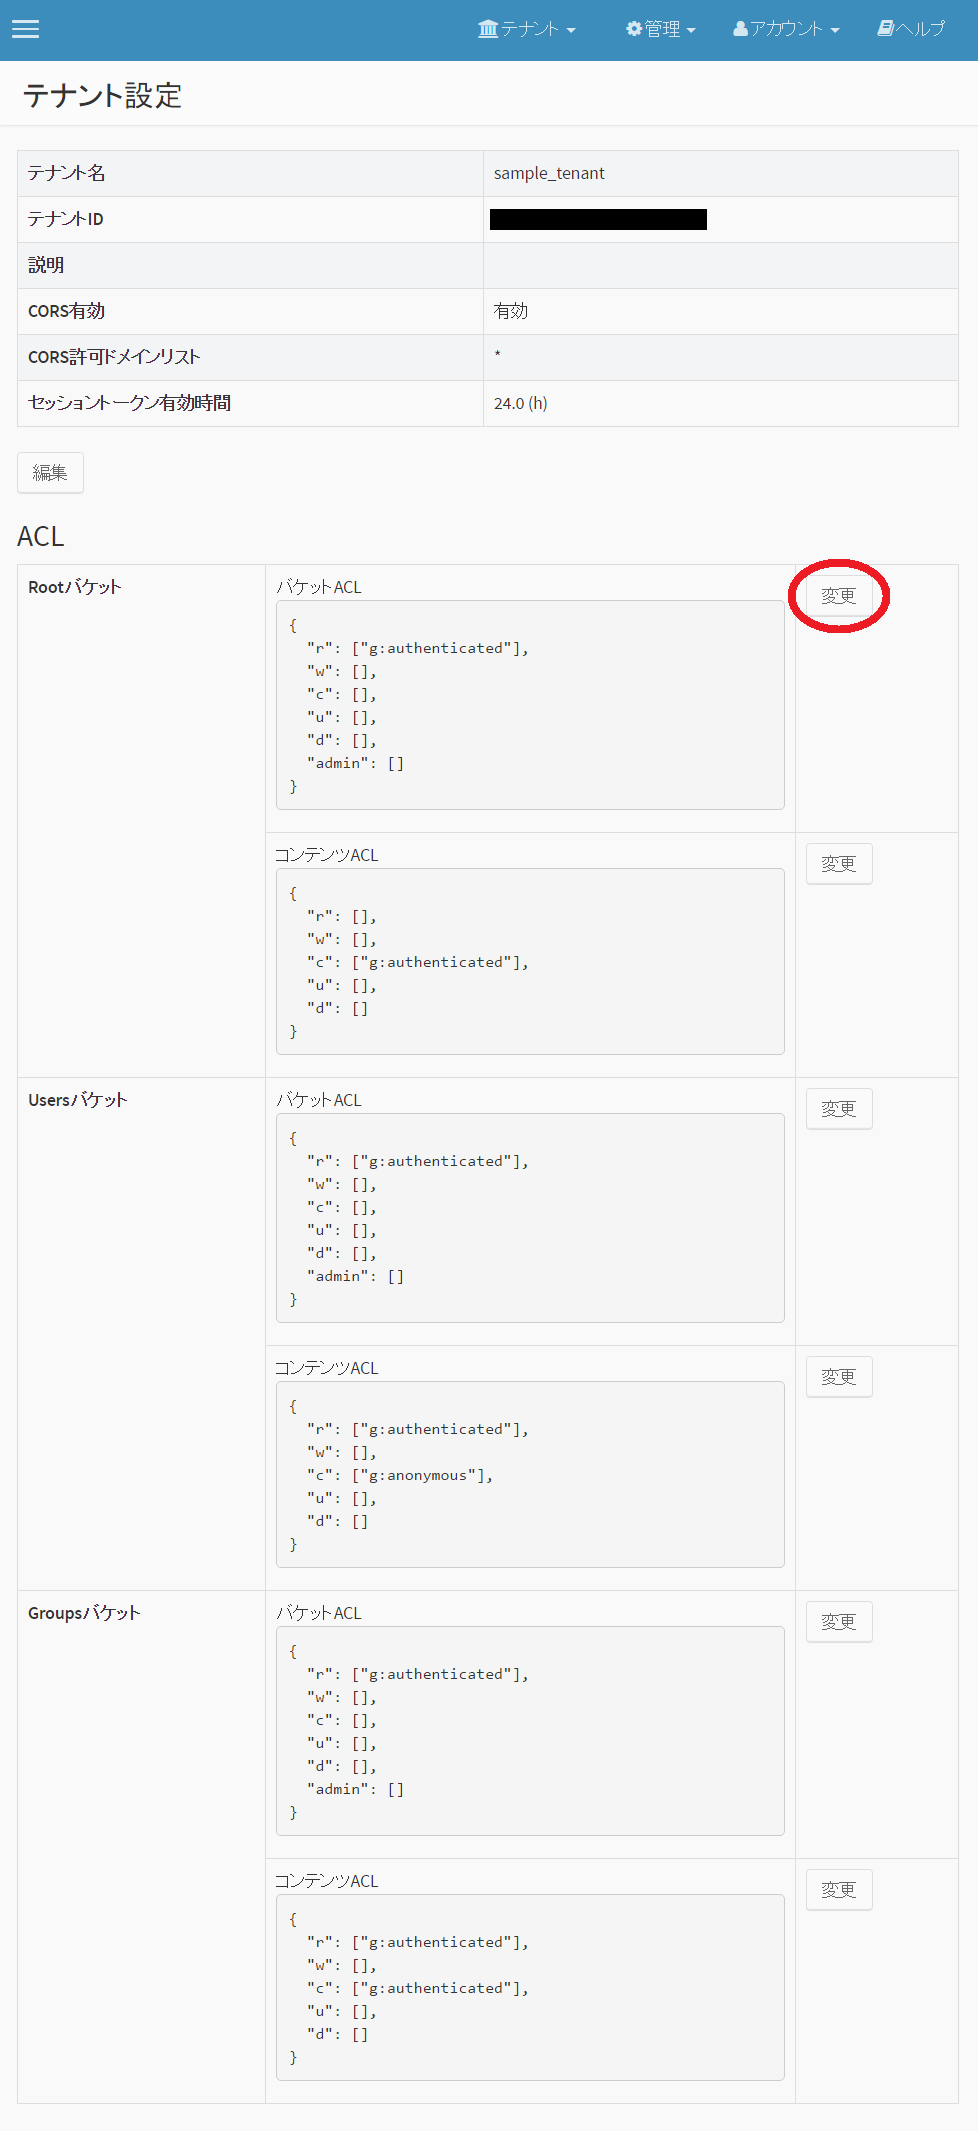 テナント 管理 アカウント ヘルプ
テナント設定
テナント名 sample_tenant
テナントID
説明
CORS有効 有効
CORS許可ドメインリスト *
セッショントークン有効時間 24.0 (h)
編集
ACL
Rootバケット バケットACL 変更
{
"r": ["g:authenticated"],
"w": [],
"c": [],
"u": [],
"d": [],
"admin": []
}
コンテンツACL 変更
{
"r": [],
"w": [],
"c": ["g:authenticated"],
"u": [],
"d": []
}
Usersバケット バケットACL 変更
{
"r": ["g:authenticated"],
"w": [],
"c": [],
"u": [],
"d": [],
"admin": []
}
コンテンツACL 変更
{
"r": ["g:authenticated"],
"w": [],
"c": ["g:anonymous"],
"u": [],
"d": []
}
Groupsバケット バケットACL 変更
{
"r": ["g:authenticated"],
"w": [],
"c": [],
"u": [],
"d": [],
"admin": []
}
コンテンツACL 変更
{
"r": ["g:authenticated"],
"w": [],
"c": ["g:authenticated"],
"u": [],
"d": []
}